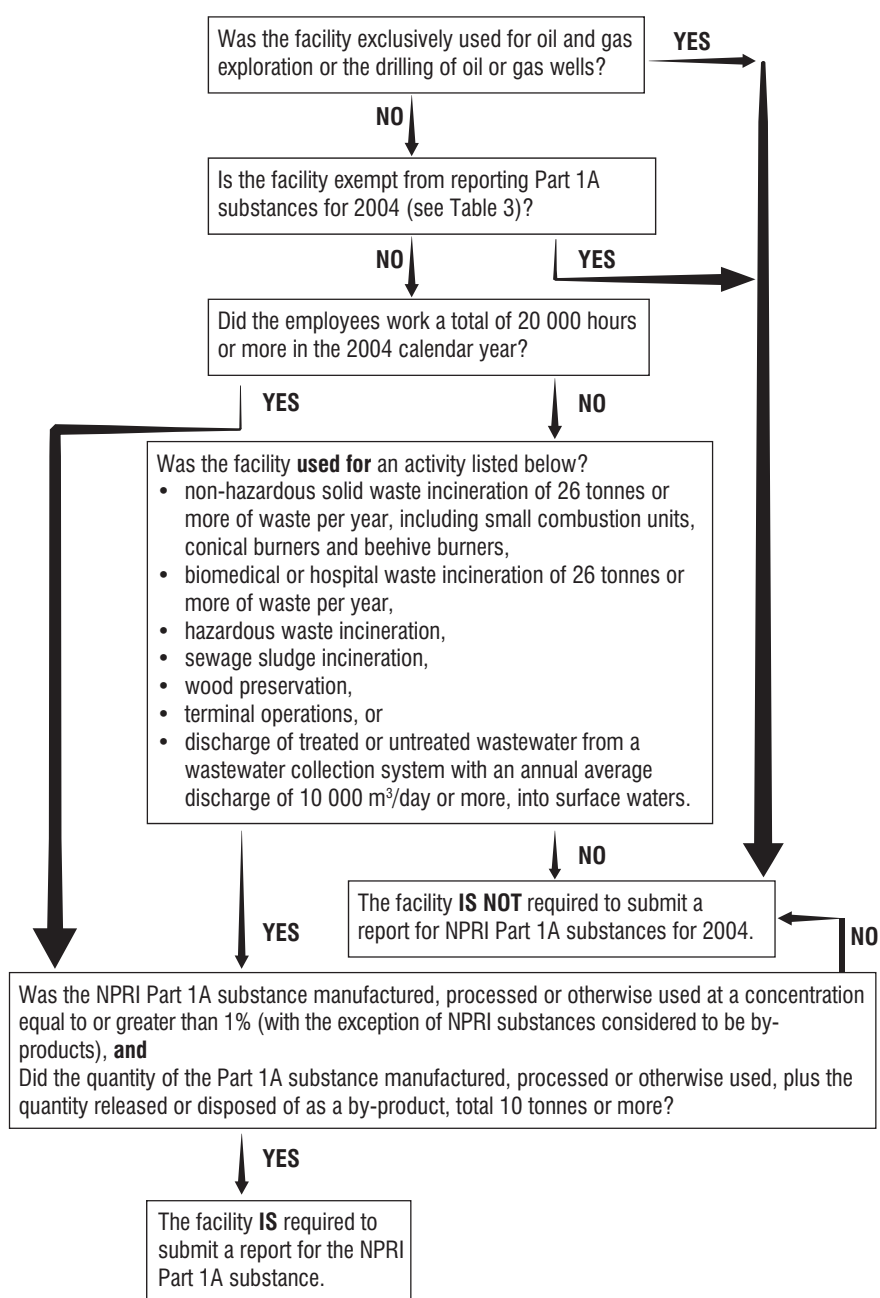 Was the facility exclusively used for oil and gas
exploration or the drilling of oil or gas wells?
YES
NO
Is the facility exempt from reporting Part 1A
substances for 2004 (see Table 3)?
NO
YES
Did the employees work a total of 20 000 hours
or more in the 2004 calendar year?
YES
NO
Was the facility used for an activity listed below?
• non-hazardous solid waste incineration of 26 tonnes or
more of waste per year, including small combustion units,
conical burners and beehive burners,
• biomedical or hospital waste incineration of 26 tonnes or
more of waste per year,
• hazardous waste incineration,
• sewage sludge incineration,
• wood preservation,
• terminal operations, or
• discharge of treated or untreated wastewater from a
wastewater collection system with an annual average
discharge of 10 000 m³/day or more, into surface waters.
NO
The facility IS NOT required to submit a
report for NPRI Part 1A substances for 2004.
YES
NO
Was the NPRI Part 1A substance manufactured, processed or otherwise used at a concentration
equal to or greater than 1% (with the exception of NPRI substances considered to be by-
products), and
Did the quantity of the Part 1A substance manufactured, processed or otherwise used, plus the
quantity released or disposed of as a by-product, total 10 tonnes or more?
YES
The facility IS required to
submit a report for the NPRI
Part 1A substance.